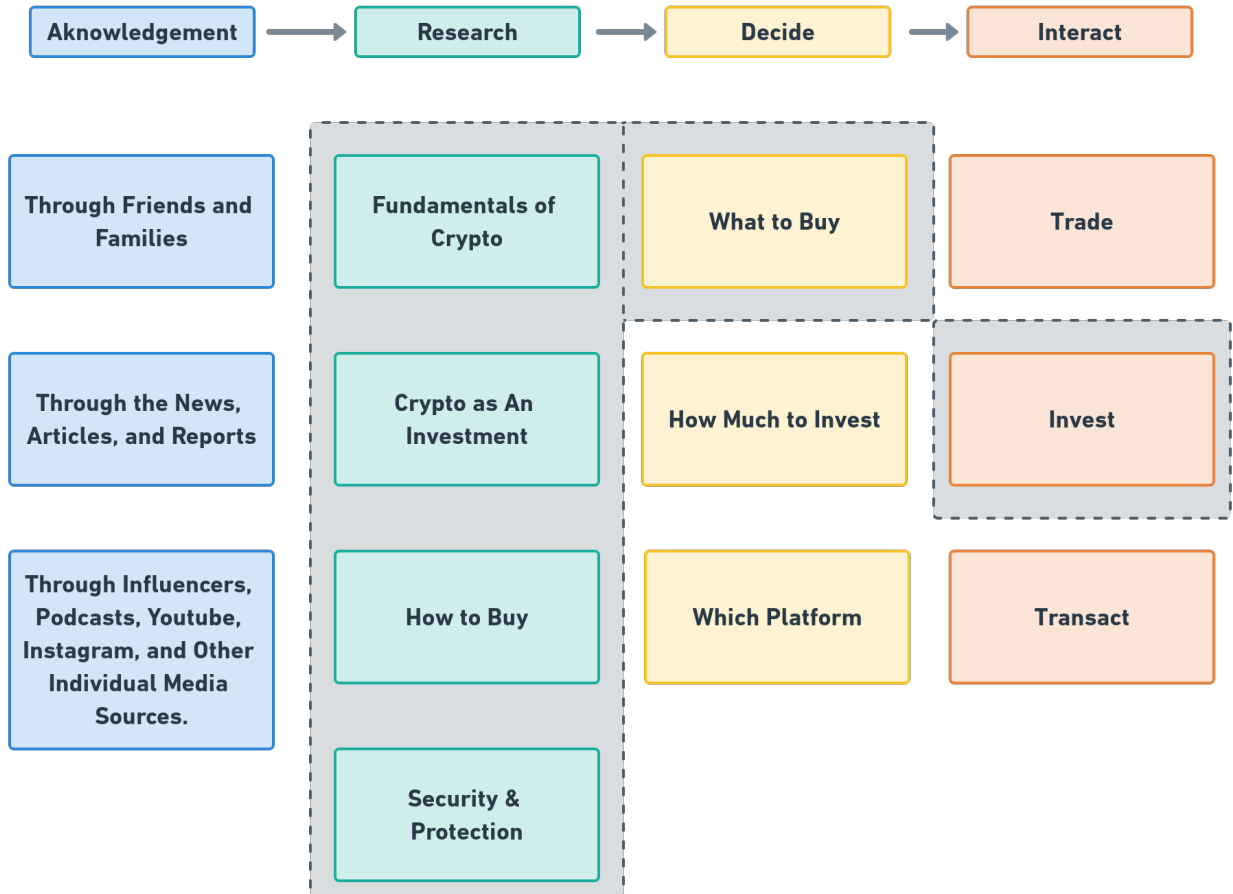 Aknowledgement
Research
Decide
Interact
Through Friends and
Families
Fundamentals of
Crypto
What to Buy
Trade
Through the News,
Articles, and Reports
Crypto as An
Investment
How Much to Invest
Invest
Through Influencers,
Podcasts, Youtube,
Instagram, and Other
Individual Media
Sources.
How to Buy
Which Platform
Transact
Security &
Protection